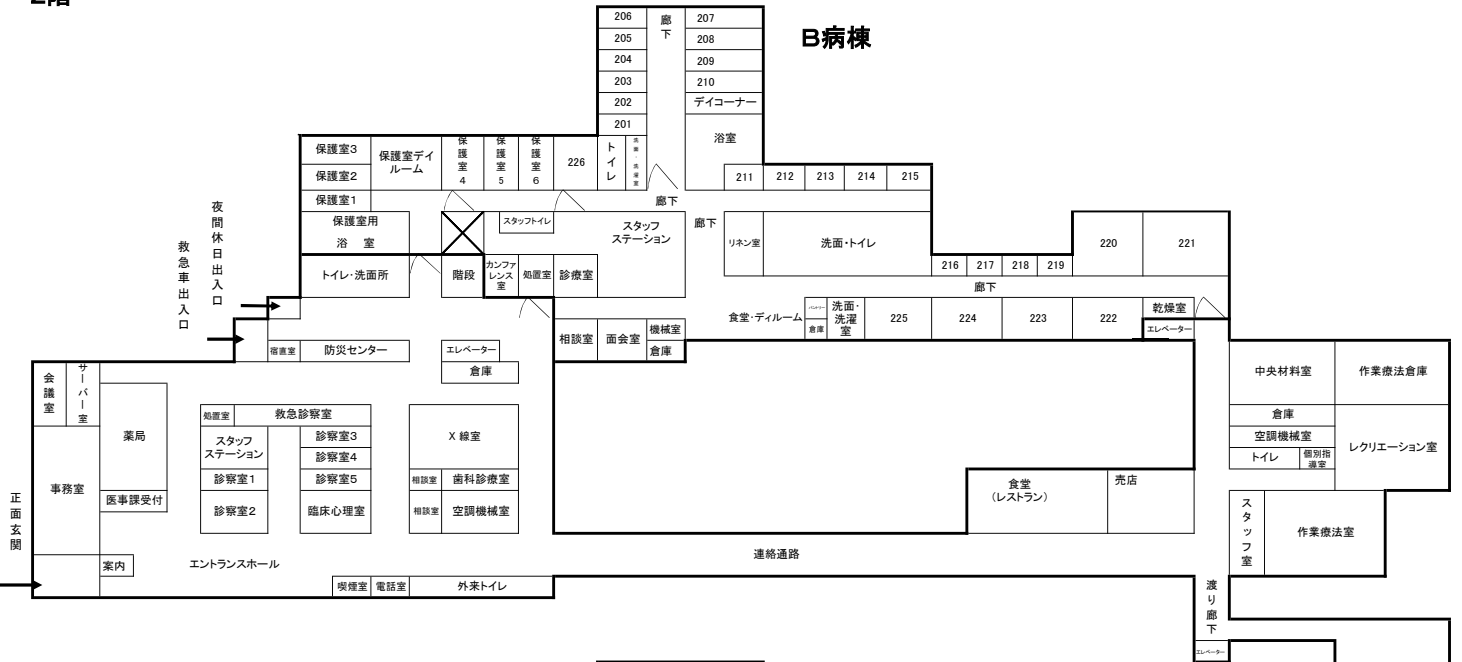 2階
B病棟
206
205
204
203
202
201
廊下
207
208
209
210
デイコーナー
浴室
保護室3
保護室2
保護室1
保護室デイ
ルーム
保護室4
保護室5
保護室6
226
トイレ
洗面・洗濯室
廊下
211
212
213
214
215
保護室用
浴 室
スタッフトイレ
スタッフ
ステーション
廊下
リネン室
洗面・トイレ
220
221
夜間休日出入口
救急車出入口
トイレ・洗面所
階段
カンファ
レンス
室
処置室
診療室
216
217
218
219
廊下
食堂・ディルーム
パントリー
倉庫
洗面・
洗濯
室
225
224
223
222
乾燥室
エレベーター
相談室
面会室
機械室
倉庫
宿直室
防災センター
エレベーター
倉庫
会議室
サーバー室
薬局
処置室
救急診察室
スタッフ
ステーション
診察室3
診察室4
診察室1
診察室5
診察室2
臨床心理室
X 線室
相談室
歯科診療室
相談室
空調機械室
事務室
医事課受付
正面玄関
案内
エントランスホール
喫煙室
電話室
外来トイレ
連絡通路
食堂
(レストラン)
売店
中央材料室
作業療法倉庫
倉庫
空調機械室
トイレ
個別指
導室
レクリエーション室
スタッフ室
作業療法室
渡り廊下
エレベーター